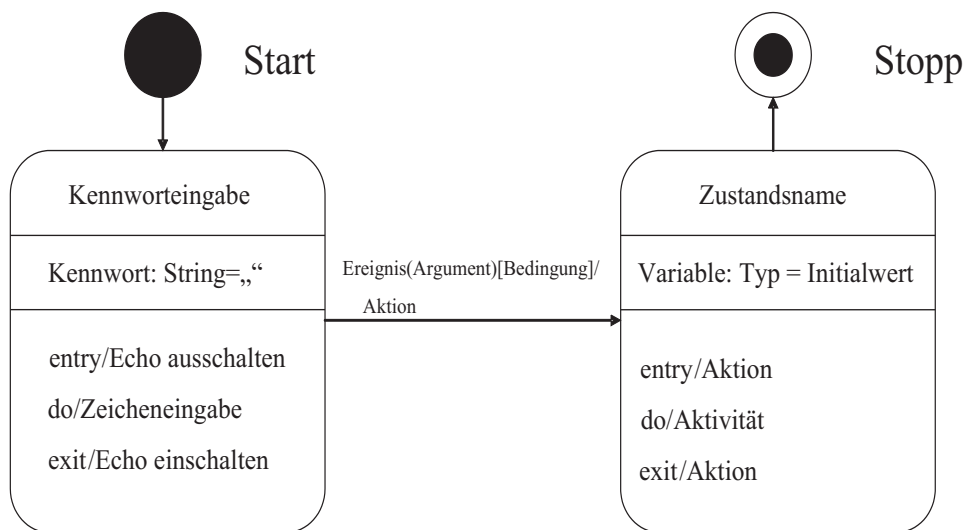 Start
Stopp
Kennworteingabe
Kennwort: String=„“
entry/Echo ausschalten
do/Zeicheneingabe
exit/Echo einschalten
Ereignis(Argument)[Bedingung]/
Aktion
Zustandsname
Variable: Typ = Initialwert
entry/Aktion
do/Aktivität
exit/Aktion